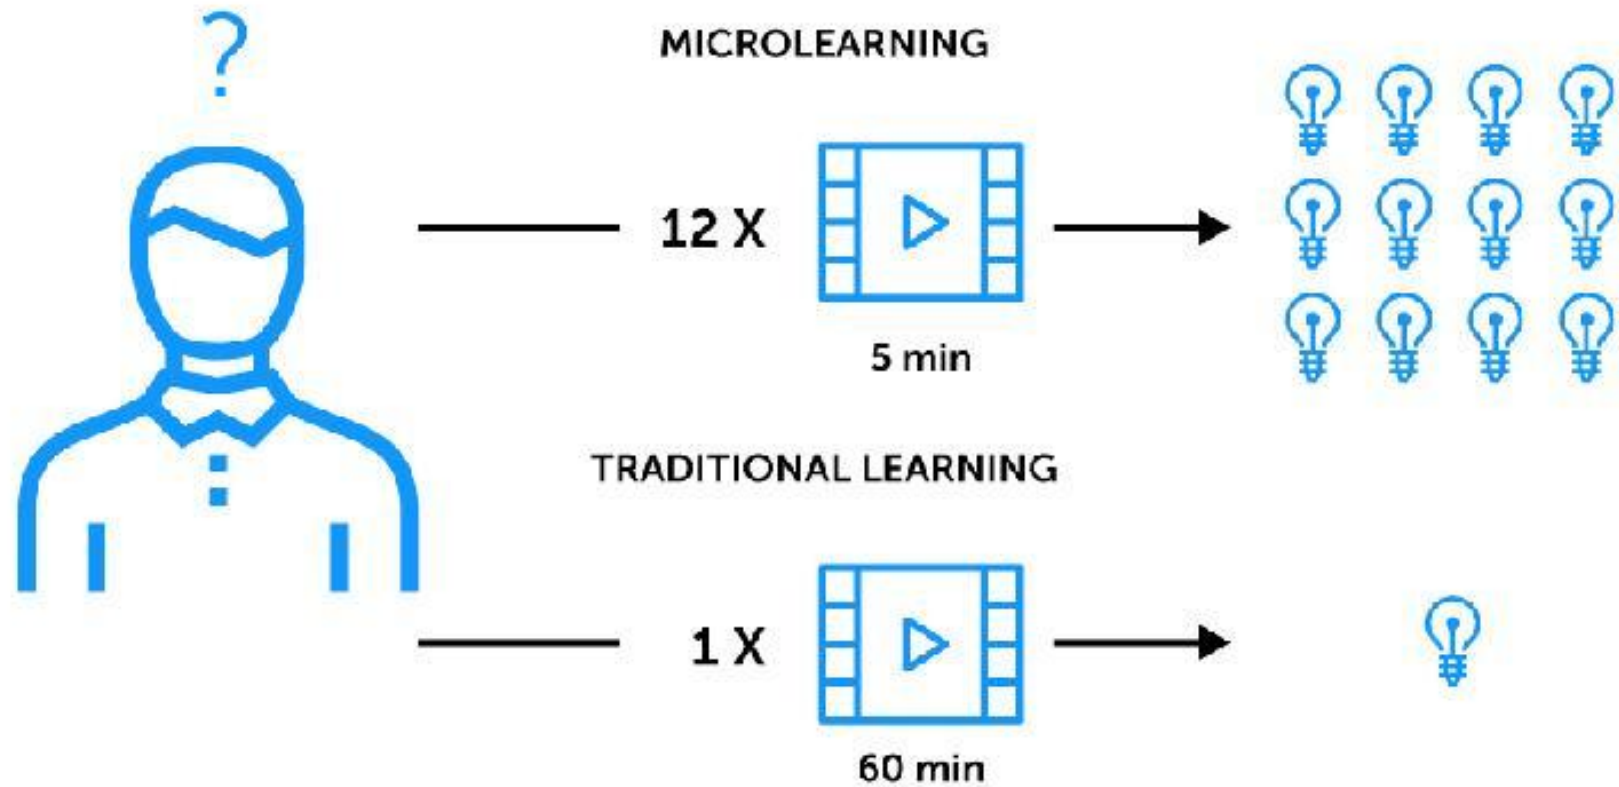 ?
MICROLEARNING
12 X
5 min
TRADITIONAL LEARNING
1 X
60 min